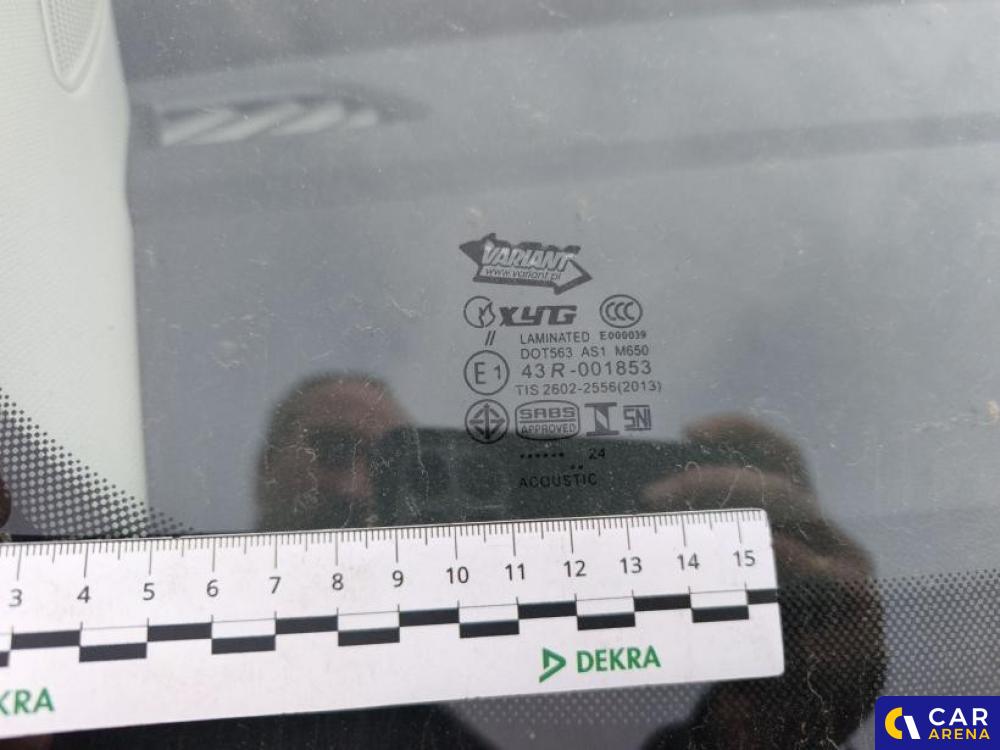 VARIANT
www.variant.pl
XYG CCC
// LAMINATED E000039
DOT563 AS1 M650
E1 43R-001853
TIS 2602-2556(2013)
SABS
APPROVED
SNI
•••••• 24
••
ACOUSTIC
3 4 5 6 7 8 9 10 11 12 13 14 15
DEKRA
KRA
CAR
ARENA